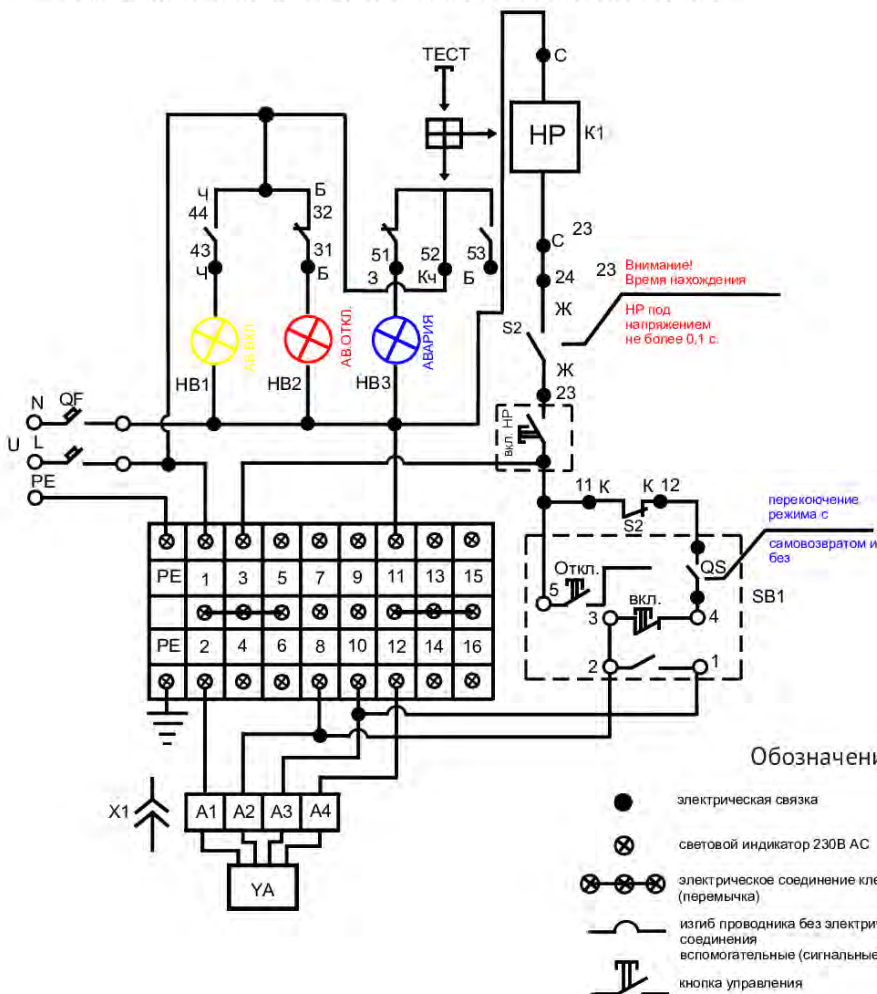 ТЕСТ
С
НР
К1
Ч
44
43
Ч
Б
32
31
Б
51
З
52
Кч
53
Б
С
23
24
23
Внимание!
Время нахождения
НР под
напряжением
не более 0,1 с.
Ж
S2
Ж
23
АВ.ВКЛ.
АВ.ОТКЛ.
АВАРИЯ
НВ1
НВ2
НВ3
вкл. НР
N
QF
U
L
PE
11
К
К
12
S2
перекоючение
режима с
самовозвратом и
без
Откл.
5
QS
SB1
вкл.
3
4
2
1
PE
1
3
5
7
9
11
13
15
PE
2
4
6
8
10
12
14
16
X1
A1
A2
A3
A4
YA
Обозначени
электрическая связка
световой индикатор 230В АС
электрическое соединение кле
(перемычка)
изгиб проводника без электрич
соединения
вспомогательные (сигнальные
кнопка управления